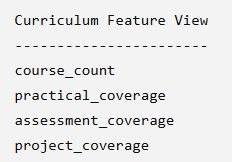 Curriculum Feature View
-----------------------
course_count
practical_coverage
assessment_coverage
project_coverage